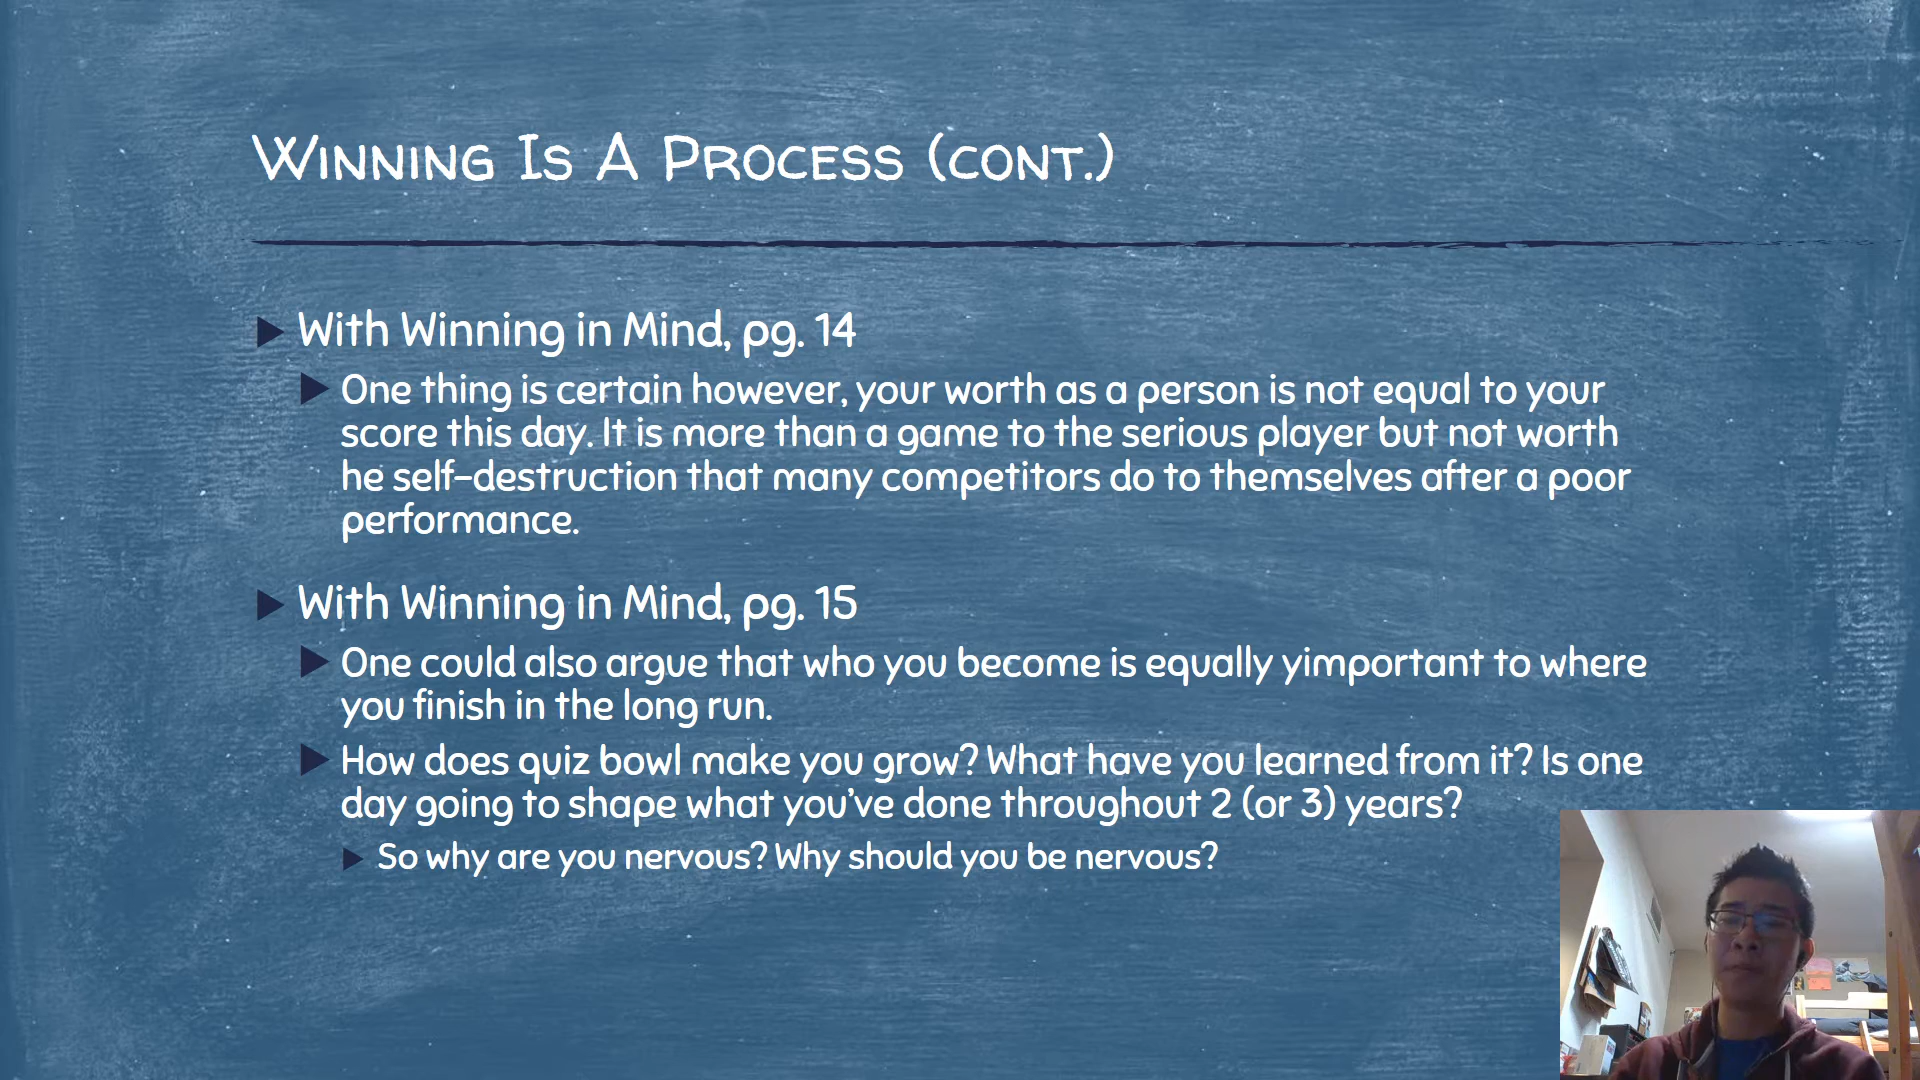 Winning Is A Process (cont.)
With Winning in Mind, pg. 14
One thing is certain however, your worth as a person is not equal to your
score this day. It is more than a game to the serious player but not worth
he self-destruction that many competitors do to themselves after a poor
performance.
With Winning in Mind, pg. 15
One could also argue that who you become is equally yimportant to where
you finish in the long run.
How does quiz bowl make you grow? What have you learned from it? Is one
day going to shape what you’ve done throughout 2 (or 3) years?
So why are you nervous? Why should you be nervous?